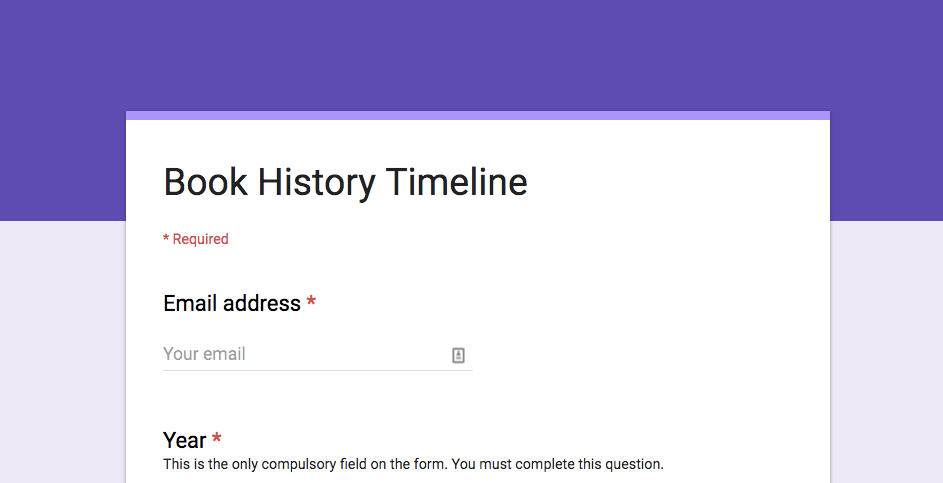 Book History Timeline
* Required
Email address *
Your email
Year *
This is the only compulsory field on the form. You must complete this question.